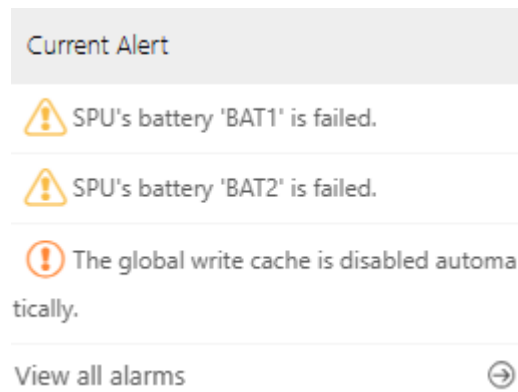 Current Alert
SPU's battery 'BAT1' is failed.
SPU's battery 'BAT2' is failed.
The global write cache is disabled automa
tically.
View all alarms